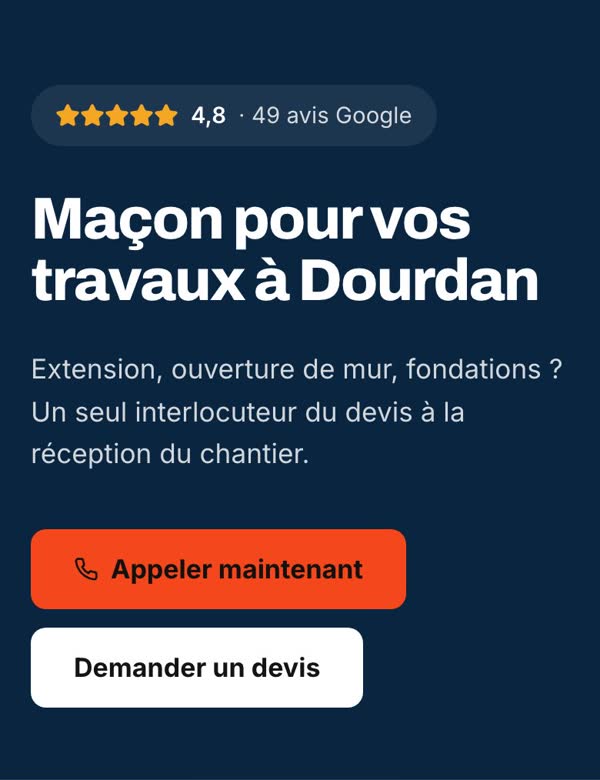 4,8 · 49 avis Google
Maçon pour vos
travaux à Dourdan
Extension, ouverture de mur, fondations ?
Un seul interlocuteur du devis à la
réception du chantier.
Appeler maintenant
Demander un devis